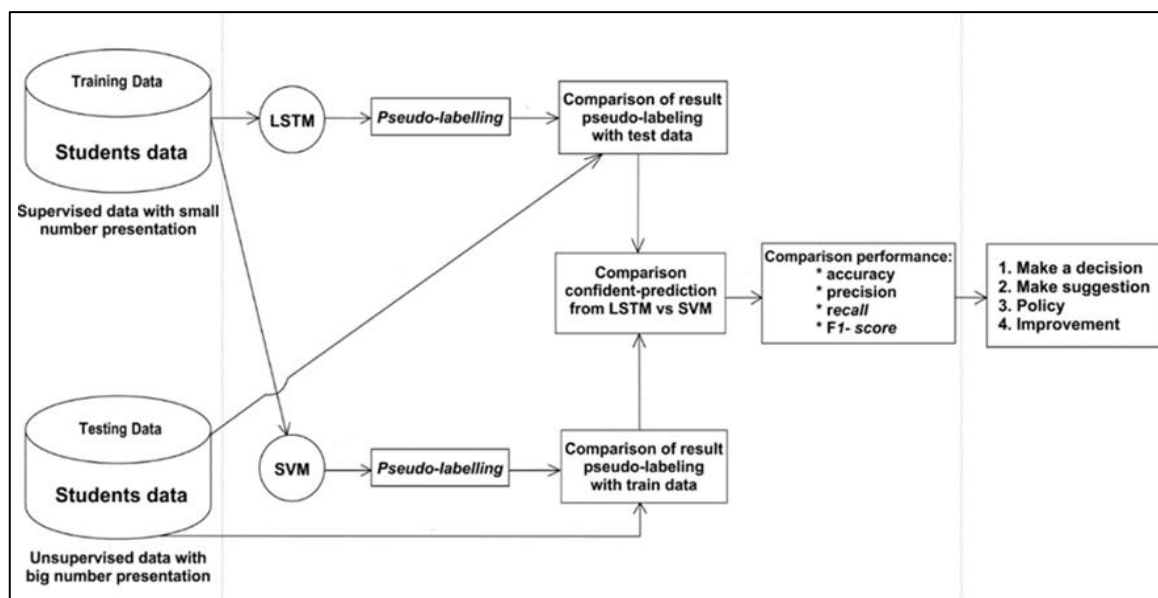 Training Data
Students data
Supervised data with small
number presentation
LSTM
Pseudo-labelling
Comparison of result
pseudo-labeling
with test data
Comparison
confident-prediction
from LSTM vs SVM
Comparison performance:
* accuracy
* precision
* recall
* F1- score
1. Make a decision
2. Make suggestion
3. Policy
4. Improvement
Testing Data
Students data
Unsupervised data with
big number presentation
SVM
Pseudo-labelling
Comparison of result
pseudo-labeling
with train data